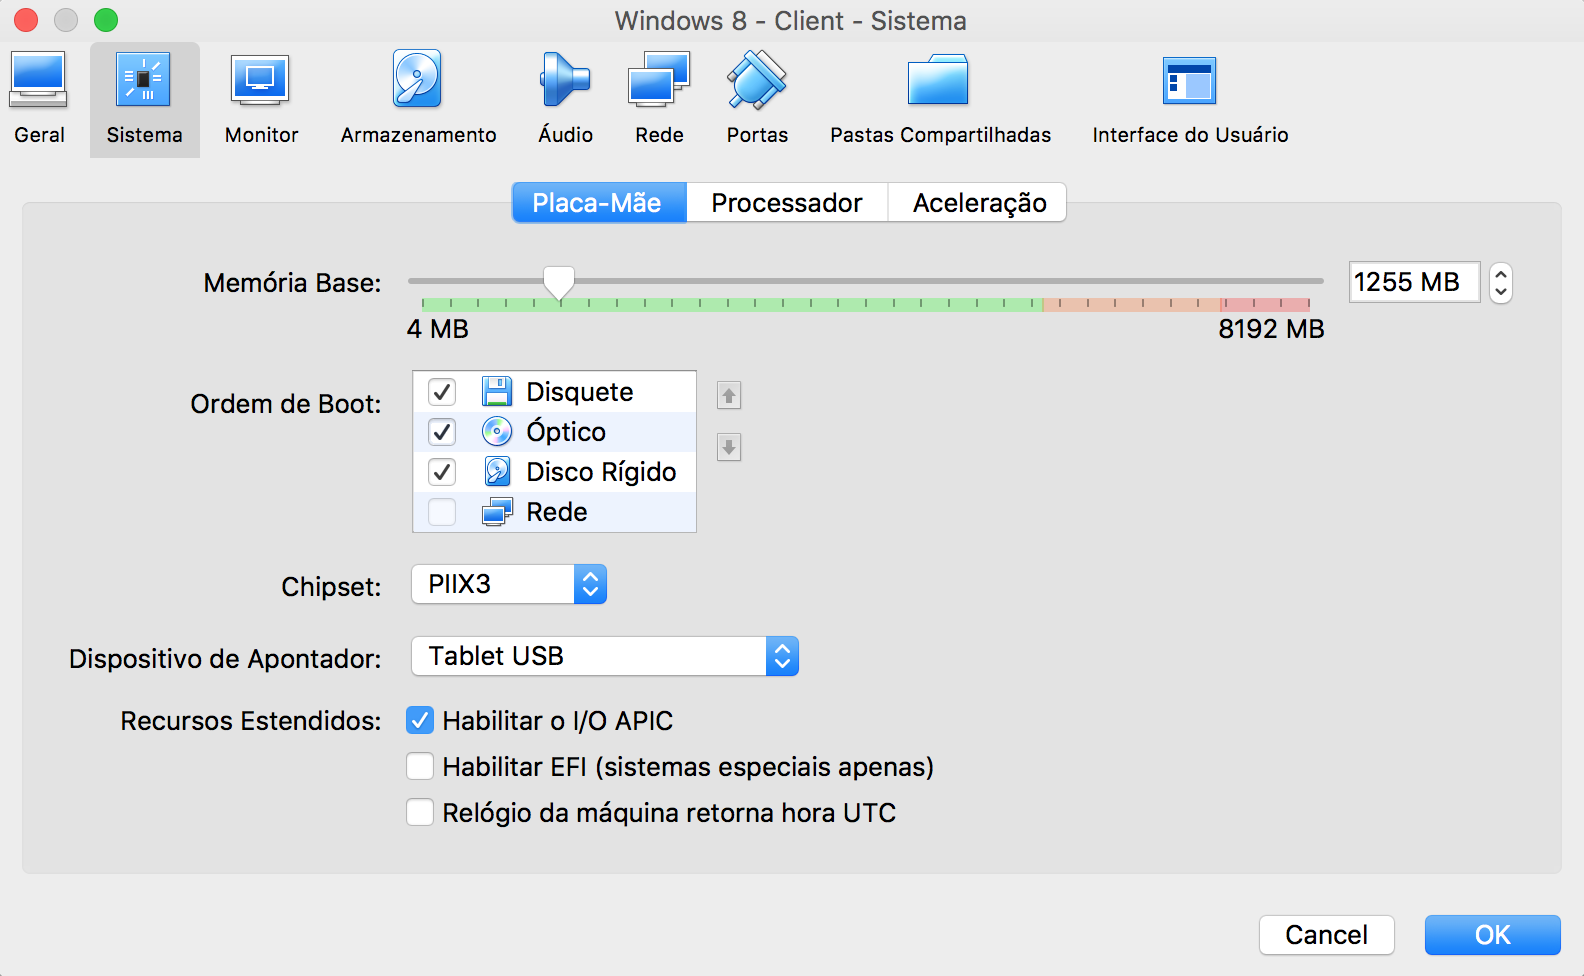 Windows 8 - Client - Sistema
Geral
Sistema
Monitor
Armazenamento
Áudio
Rede
Portas
Pastas Compartilhadas
Interface do Usuário
Placa-Mãe
Processador
Aceleração
Memória Base:
1255 MB
4 MB
8192 MB
Ordem de Boot:
Disquete
Óptico
Disco Rígido
Rede
Chipset:
PIIX3
Dispositivo de Apontador:
Tablet USB
Recursos Estendidos:
Habilitar o I/O APIC
Habilitar EFI (sistemas especiais apenas)
Relógio da máquina retorna hora UTC
Cancel
OK